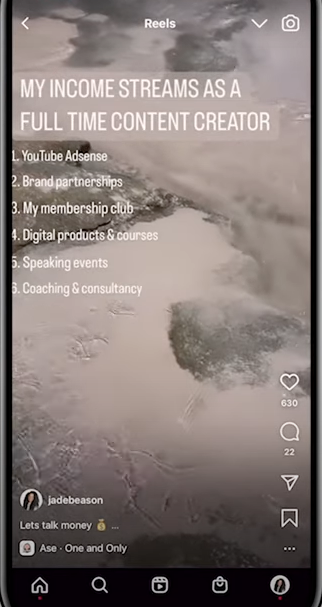 Reels
MY INCOME STREAMS AS A
FULL TIME CONTENT CREATOR
1. YouTube Adsense
2. Brand partnerships
3. My membership club
4. Digital products & courses
5. Speaking events
6. Coaching & consultancy
630
22
jadebeason
Lets talk money 💰 ...
Ase · One and Only